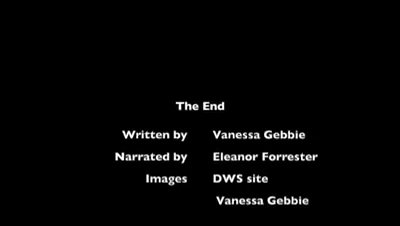 The End
Written by Vanessa Gebbie
Narrated by Eleanor Forrester
Images DWS site
Vanessa Gebbie